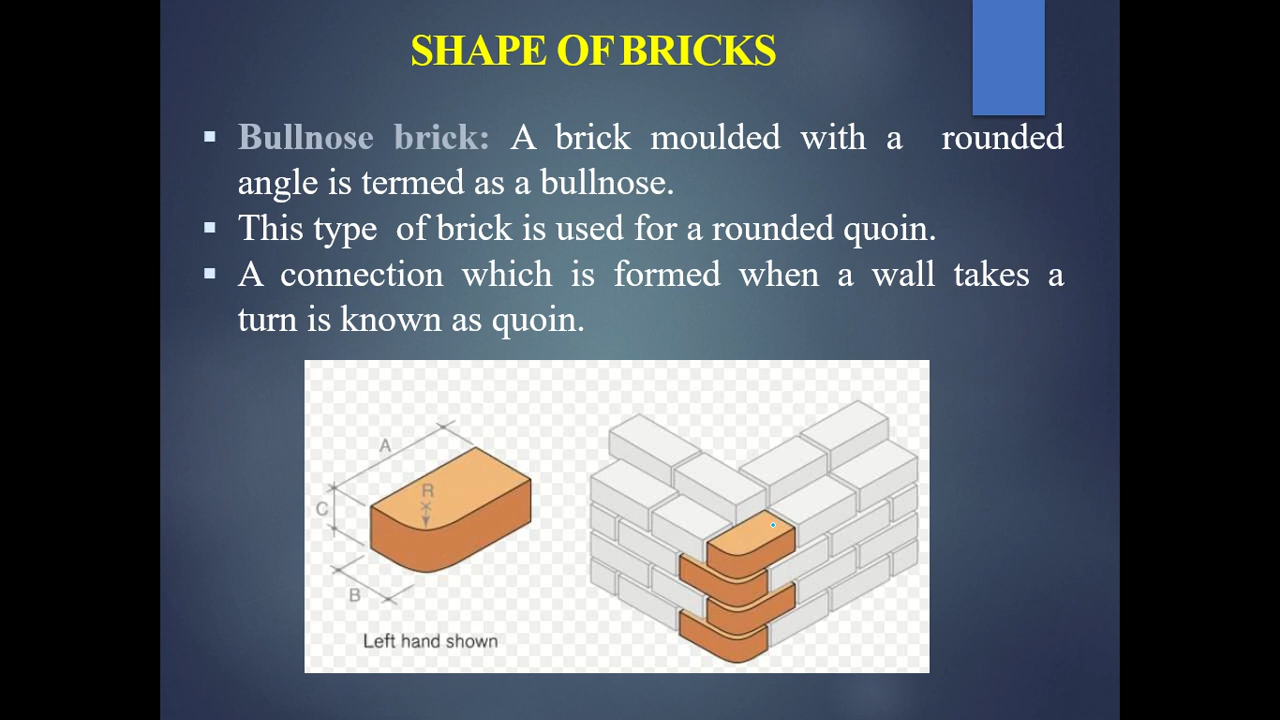 SHAPE OF BRICKS
▪ Bullnose brick: A brick moulded with a rounded
angle is termed as a bullnose.
▪ This type of brick is used for a rounded quoin.
▪ A connection which is formed when a wall takes a
turn is known as quoin.
A
R
C
B
Left hand shown